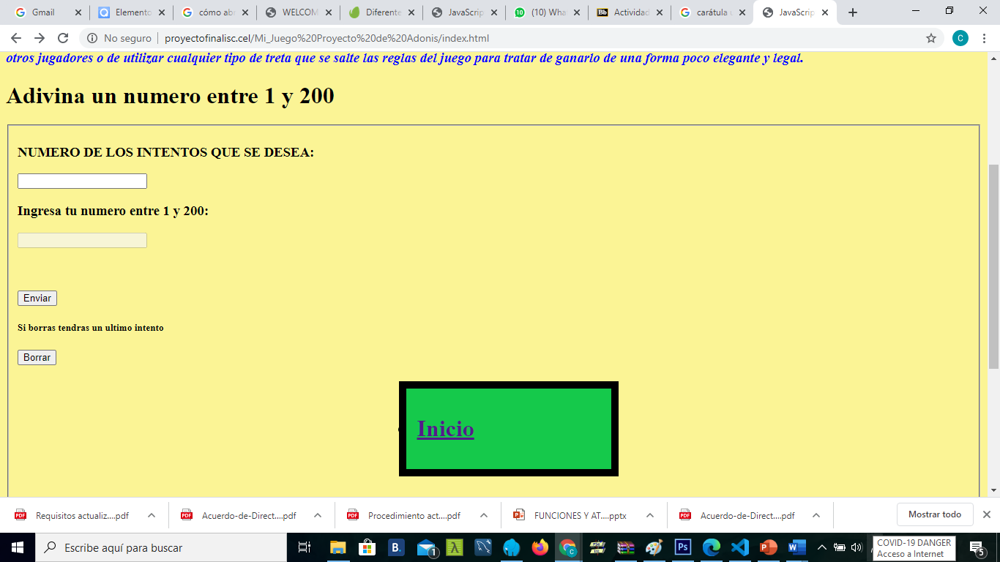 Gmail
Elemento
cómo ab
WELCOM
Diferente
JavaScrip
(10) Wha
Bb
Actividad
carátula
JavaScrip
No seguro
proyectofinalisc.cel/Mi_Juego%20Proyecto%20de%20Adonis/index.html
C
otros jugadores o de utilizar cualquier tipo de treta que se salte las reglas del juego para tratar de ganarlo de una forma poco elegante y legal.
Adivina un numero entre 1 y 200
NUMERO DE LOS INTENTOS QUE SE DESEA:
Ingresa tu numero entre 1 y 200:
Enviar
Si borras tendras un ultimo intento
Borrar
Inicio
Requisitos actualiz....pdf
Acuerdo-de-Direct....pdf
Procedimiento act....pdf
FUNCIONES Y AT....pptx
Acuerdo-de-Direct....pdf
Mostrar todo
Escribe aquí para buscar
COVID-19 DANGER
Acceso a Internet